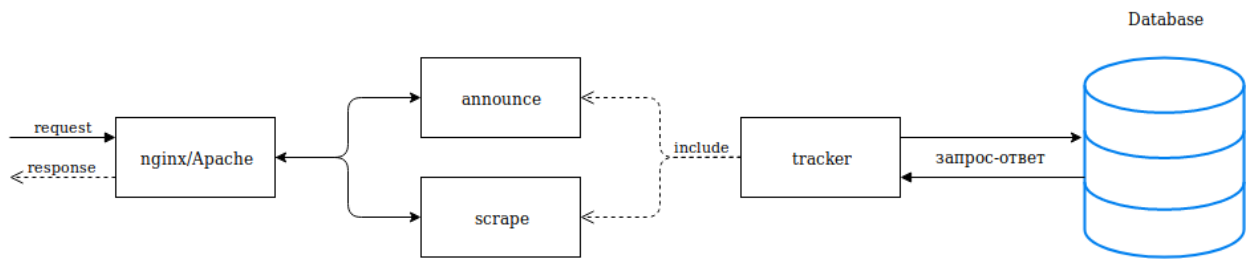 Database
announce
request
nginx/Apache
response
include
tracker
запрос-ответ
scrape